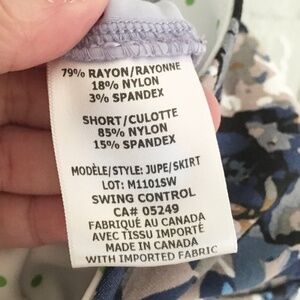 79% RAYON/RAYONNE
18% NYLON
3% SPANDEX
SHORT/CULOTTE
85% NYLON
15% SPANDEX
MODÈLE/STYLE: JUPE/SKIRT
LOT: M1101SW
SWING CONTROL
CA# 05249
FABRIQUÉ AU CANADA
AVEC TISSU IMPORTÉ
MADE IN CANADA
WITH IMPORTED FABRIC